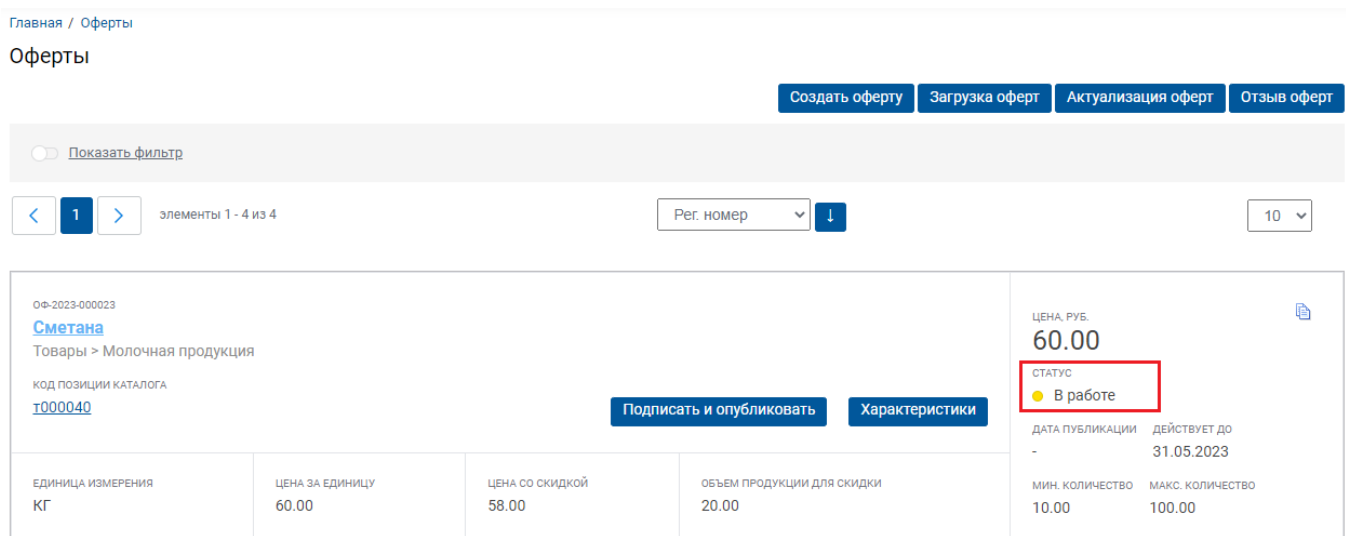 Главная / Оферты
Оферты
Создать оферту Загрузка оферт Актуализация оферт Отзыв оферт
Показать фильтр
1 элементы 1 - 4 из 4 Рег. номер ↓ 10
ОФ-2023-000023
Сметана
Товары > Молочная продукция
КОД ПОЗИЦИИ КАТАЛОГА
т000040
Подписать и опубликовать Характеристики
ЦЕНА, РУБ.
60.00
СТАТУС
В работе
ДАТА ПУБЛИКАЦИИ ДЕЙСТВУЕТ ДО
- 31.05.2023
ЕДИНИЦА ИЗМЕРЕНИЯ ЦЕНА ЗА ЕДИНИЦУ ЦЕНА СО СКИДКОЙ ОБЪЕМ ПРОДУКЦИИ ДЛЯ СКИДКИ МИН. КОЛИЧЕСТВО МАКС. КОЛИЧЕСТВО
КГ 60.00 58.00 20.00 10.00 100.00